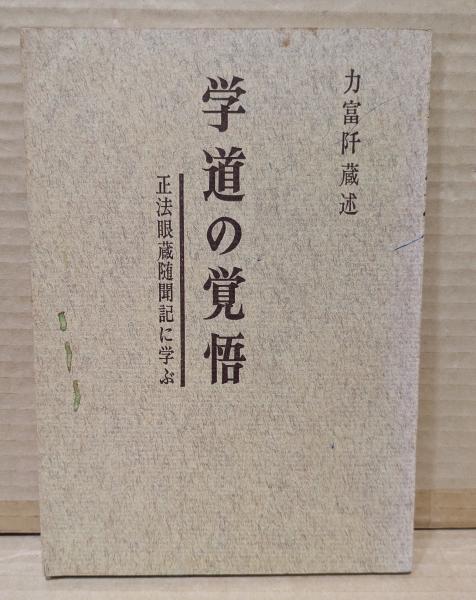 力富阡蔵述
学道の覚悟
正法眼蔵随聞記に学ぶ